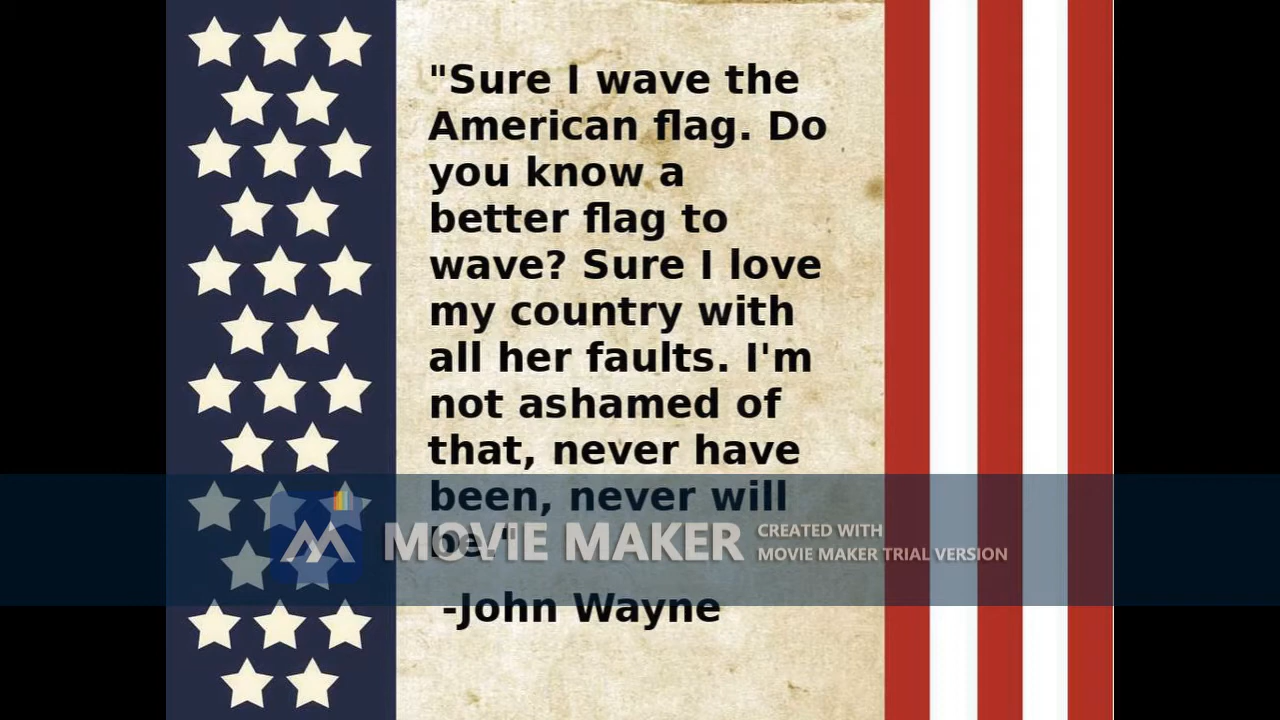 "Sure I wave the
American flag. Do
you know a
better flag to
wave? Sure I love
my country with
all her faults. I'm
not ashamed of
that, never have
been, never will
be."
MOVIE MAKER
CREATED WITH
MOVIE MAKER TRIAL VERSION
-John Wayne